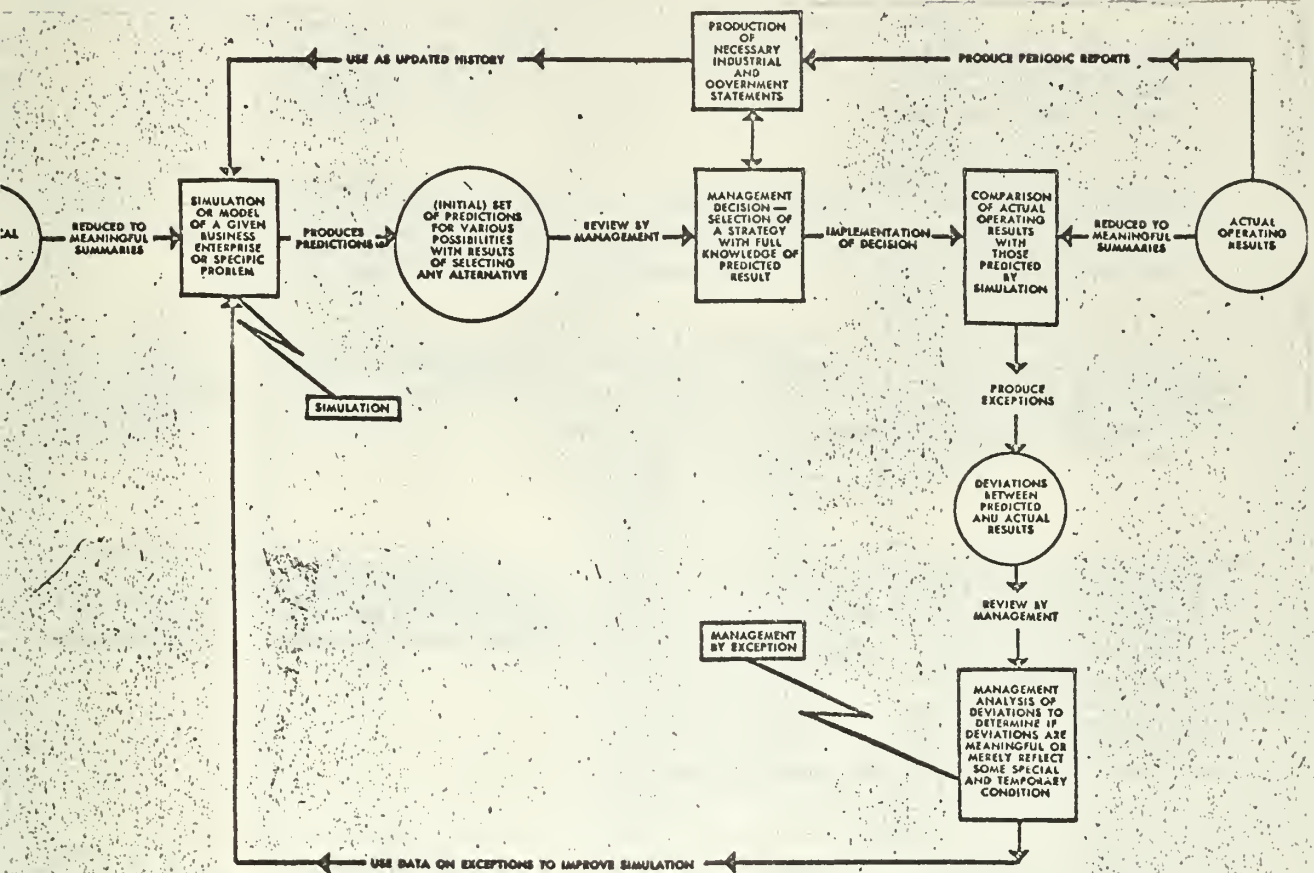 PRODUCTION
OF
NECESSARY
INDUSTRIAL
AND
GOVERNMENT
STATEMENTS
USE AS UPDATED HISTORY
PRODUCE PERIODIC REPORTS
CAL
REDUCED TO
MEANINGFUL
SUMMARIES
SIMULATION
OR MODEL
OF A GIVEN
BUSINESS
ENTERPRISE
OR SPECIFIC
PROBLEM
PRODUCES
PREDICTIONS
(INITIAL) SET
OF PREDICTIONS
FOR VARIOUS
POSSIBILITIES
WITH RESULTS
OF SELECTING
ANY ALTERNATIVE
REVIEW BY
MANAGEMENT
MANAGEMENT
DECISION —
SELECTION OF
A STRATEGY
WITH FULL
KNOWLEDGE OF
PREDICTED
RESULT
IMPLEMENTATION
OF DECISION
COMPARISON
OF ACTUAL
OPERATING
RESULTS
WITH
THOSE
PREDICTED
BY
SIMULATION
REDUCED TO
MEANINGFUL
SUMMARIES
ACTUAL
OPERATING
RESULTS
SIMULATION
PRODUCE
EXCEPTIONS
DEVIATIONS
BETWEEN
PREDICTED
AND ACTUAL
RESULTS
REVIEW BY
MANAGEMENT
MANAGEMENT
BY EXCEPTION
MANAGEMENT
ANALYSIS OF
DEVIATIONS TO
DETERMINE IF
DEVIATIONS ARE
MEANINGFUL OR
MERELY REFLECT
SOME SPECIAL
AND TEMPORARY
CONDITION
USE DATA ON EXCEPTIONS TO IMPROVE SIMULATION